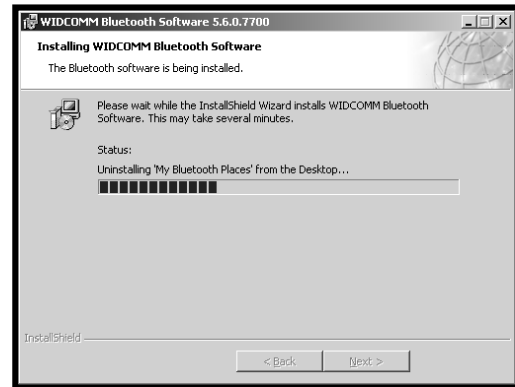 WIDCOMM Bluetooth Software 5.6.0.7700
Installing WIDCOMM Bluetooth Software
The Bluetooth software is being installed.
Please wait while the InstallShield Wizard installs WIDCOMM Bluetooth
Software. This may take several minutes.
Status:
Uninstalling 'My Bluetooth Places' from the Desktop...
InstallShield
< Back Next >